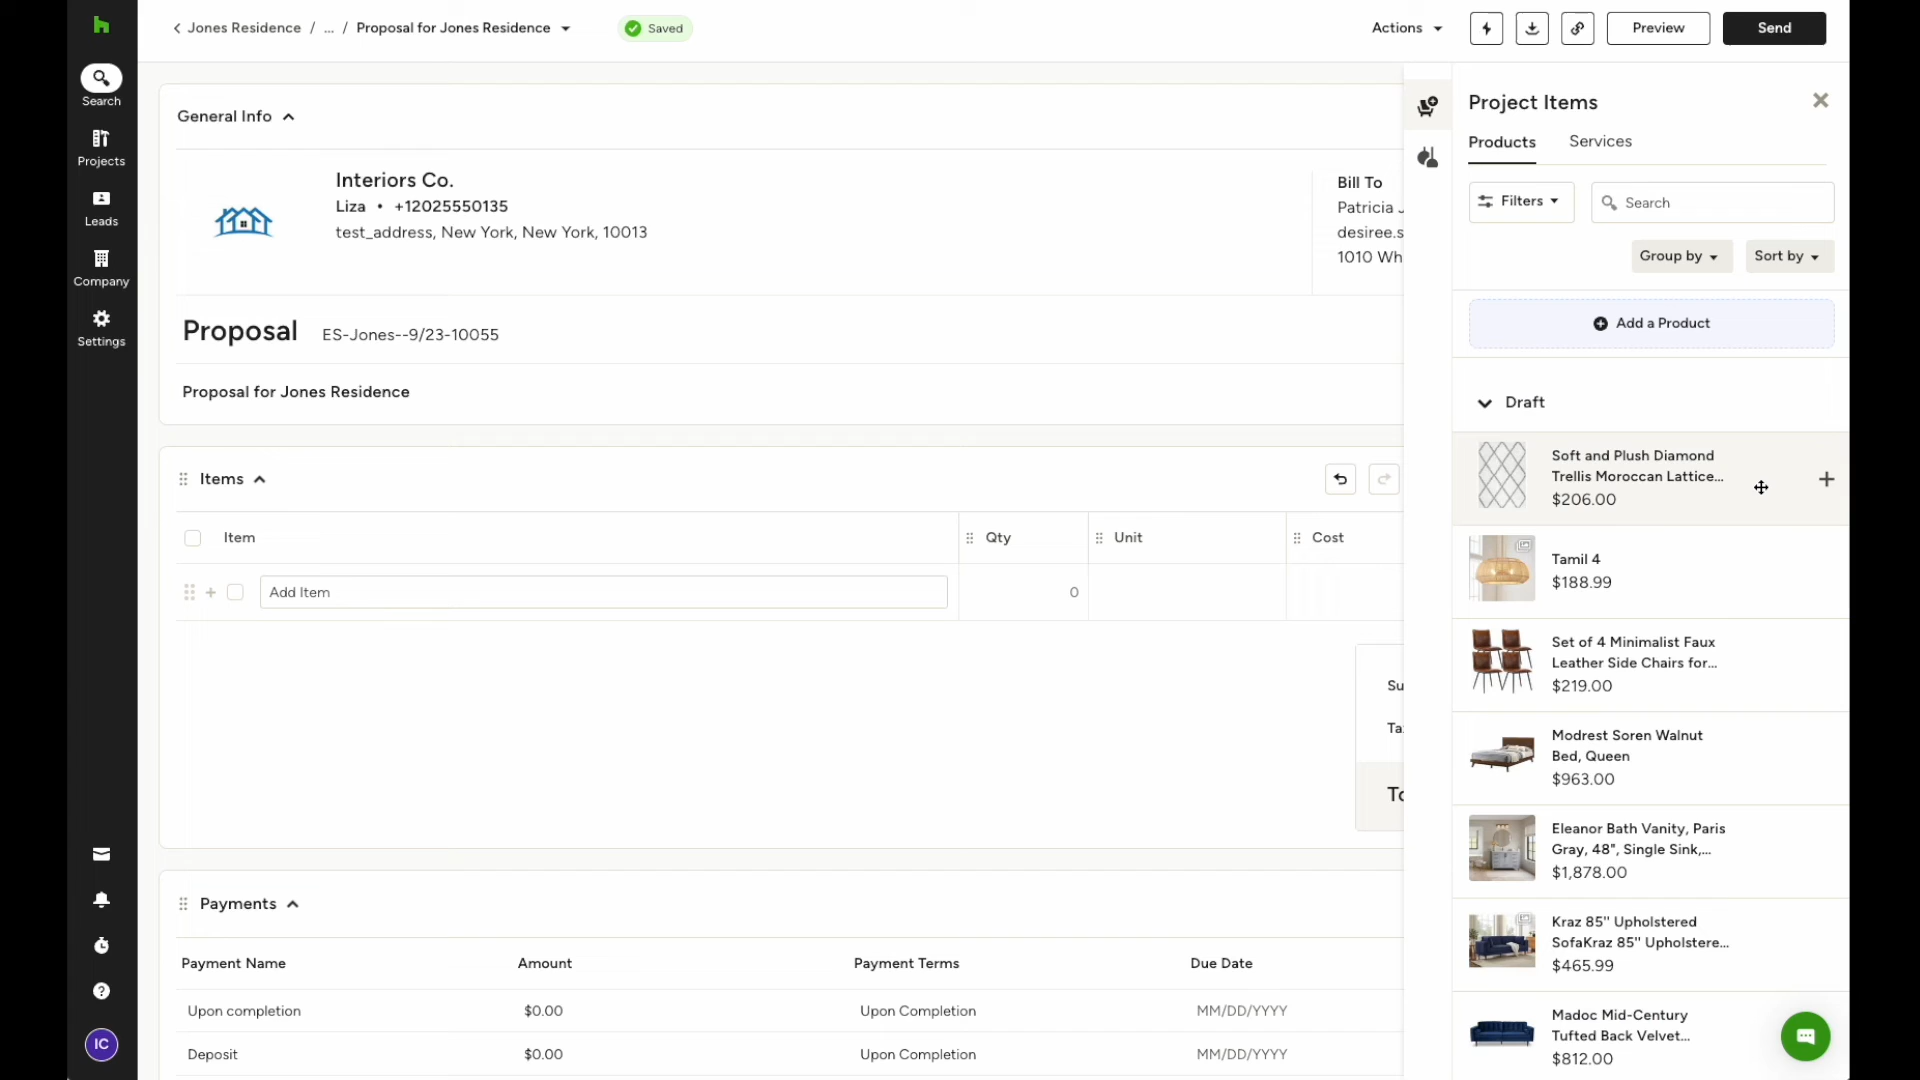 Jones Residence / ... / Proposal for Jones Residence
Saved
Actions
Preview
Send
Search
Projects
Leads
Company
Settings
IC
General Info
Interiors Co.
Liza • +12025550135
test_address, New York, New York, 10013
Bill To
Patricia J
desiree.s
1010 Wh
Proposal ES-Jones--9/23-10055
Proposal for Jones Residence
Items
Item Qty Unit Cost
Add Item 0
Su
Ta
To
Payments
Payment Name Amount Payment Terms Due Date
Upon completion $0.00 Upon Completion MM/DD/YYYY
Deposit $0.00 Upon Completion MM/DD/YYYY
Project Items
Products Services
Filters Search
Group by Sort by
Add a Product
Draft
Soft and Plush Diamond
Trellis Moroccan Lattice...
$206.00
Tamil 4
$188.99
Set of 4 Minimalist Faux
Leather Side Chairs for...
$219.00
Modrest Soren Walnut
Bed, Queen
$963.00
Eleanor Bath Vanity, Paris
Gray, 48", Single Sink,...
$1,878.00
Kraz 85'' Upholstered
SofaKraz 85'' Upholstere...
$465.99
Madoc Mid-Century
Tufted Back Velvet...
$812.00